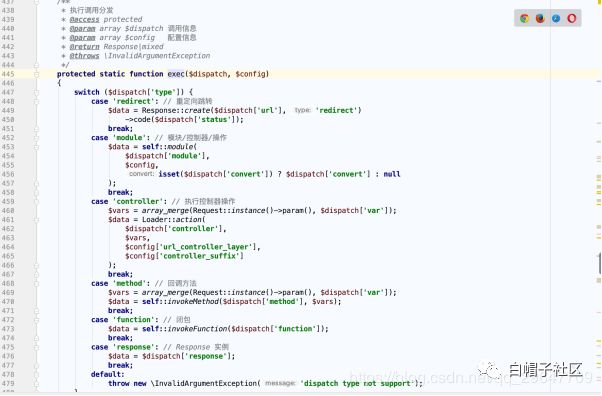 437 /**
438 * 执行调用分发
439 * @access protected
440 * @param array $dispatch 调用信息
441 * @param array $config 配置信息
442 * @return Response|mixed
443 * @throws \InvalidArgumentException
444 */
445 protected static function exec($dispatch, $config)
446 {
447 switch ($dispatch['type']) {
448 case 'redirect': // 重定向跳转
449 $data = Response::create($dispatch['url'], type: 'redirect')
450 ->code($dispatch['status']);
451 break;
452 case 'module': // 模块/控制器/操作
453 $data = self::module(
454 $dispatch['module'],
455 $config,
456 convert: isset($dispatch['convert']) ? $dispatch['convert'] : null
457 );
458 break;
459 case 'controller': // 执行控制器操作
460 $vars = array_merge(Request::instance()->param(), $dispatch['var']);
461 $data = Loader::action(
462 $dispatch['controller'],
463 $vars,
464 $config['url_controller_layer'],
465 $config['controller_suffix']
466 );
467 break;
468 case 'method': // 回调方法
469 $vars = array_merge(Request::instance()->param(), $dispatch['var']);
470 $data = self::invokeMethod($dispatch['method'], $vars);
471 break;
472 case 'function': // 闭包
473 $data = self::invokeFunction($dispatch['function']);
474 break;
475 case 'response': // Response 实例
476 $data = $dispatch['response'];
477 break;
478 default:
479 throw new \InvalidArgumentException( message: 'dispatch type not support');
白帽子社区